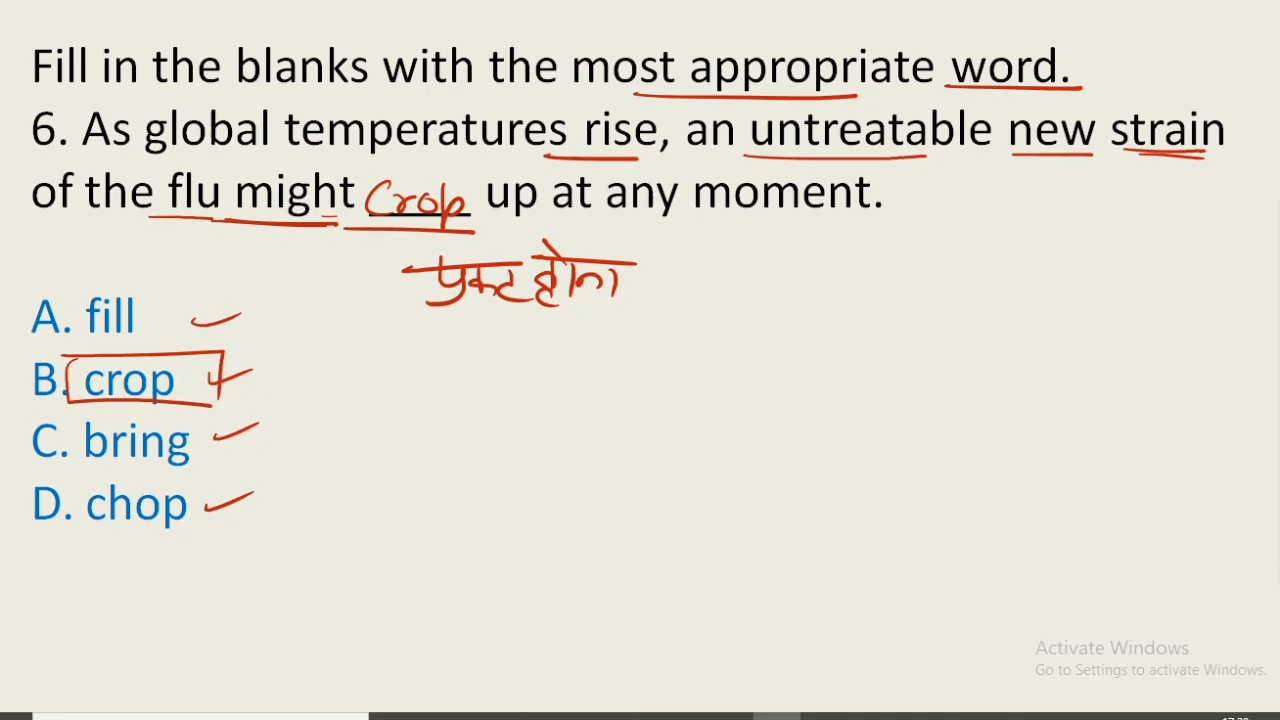 Fill in the blanks with the most appropriate word.
6. As global temperatures rise, an untreatable new strain
of the flu might Crop up at any moment.
प्रकट होना
A. fill
B. crop
C. bring
D. chop
Activate Windows
Go to Settings to activate Windows.